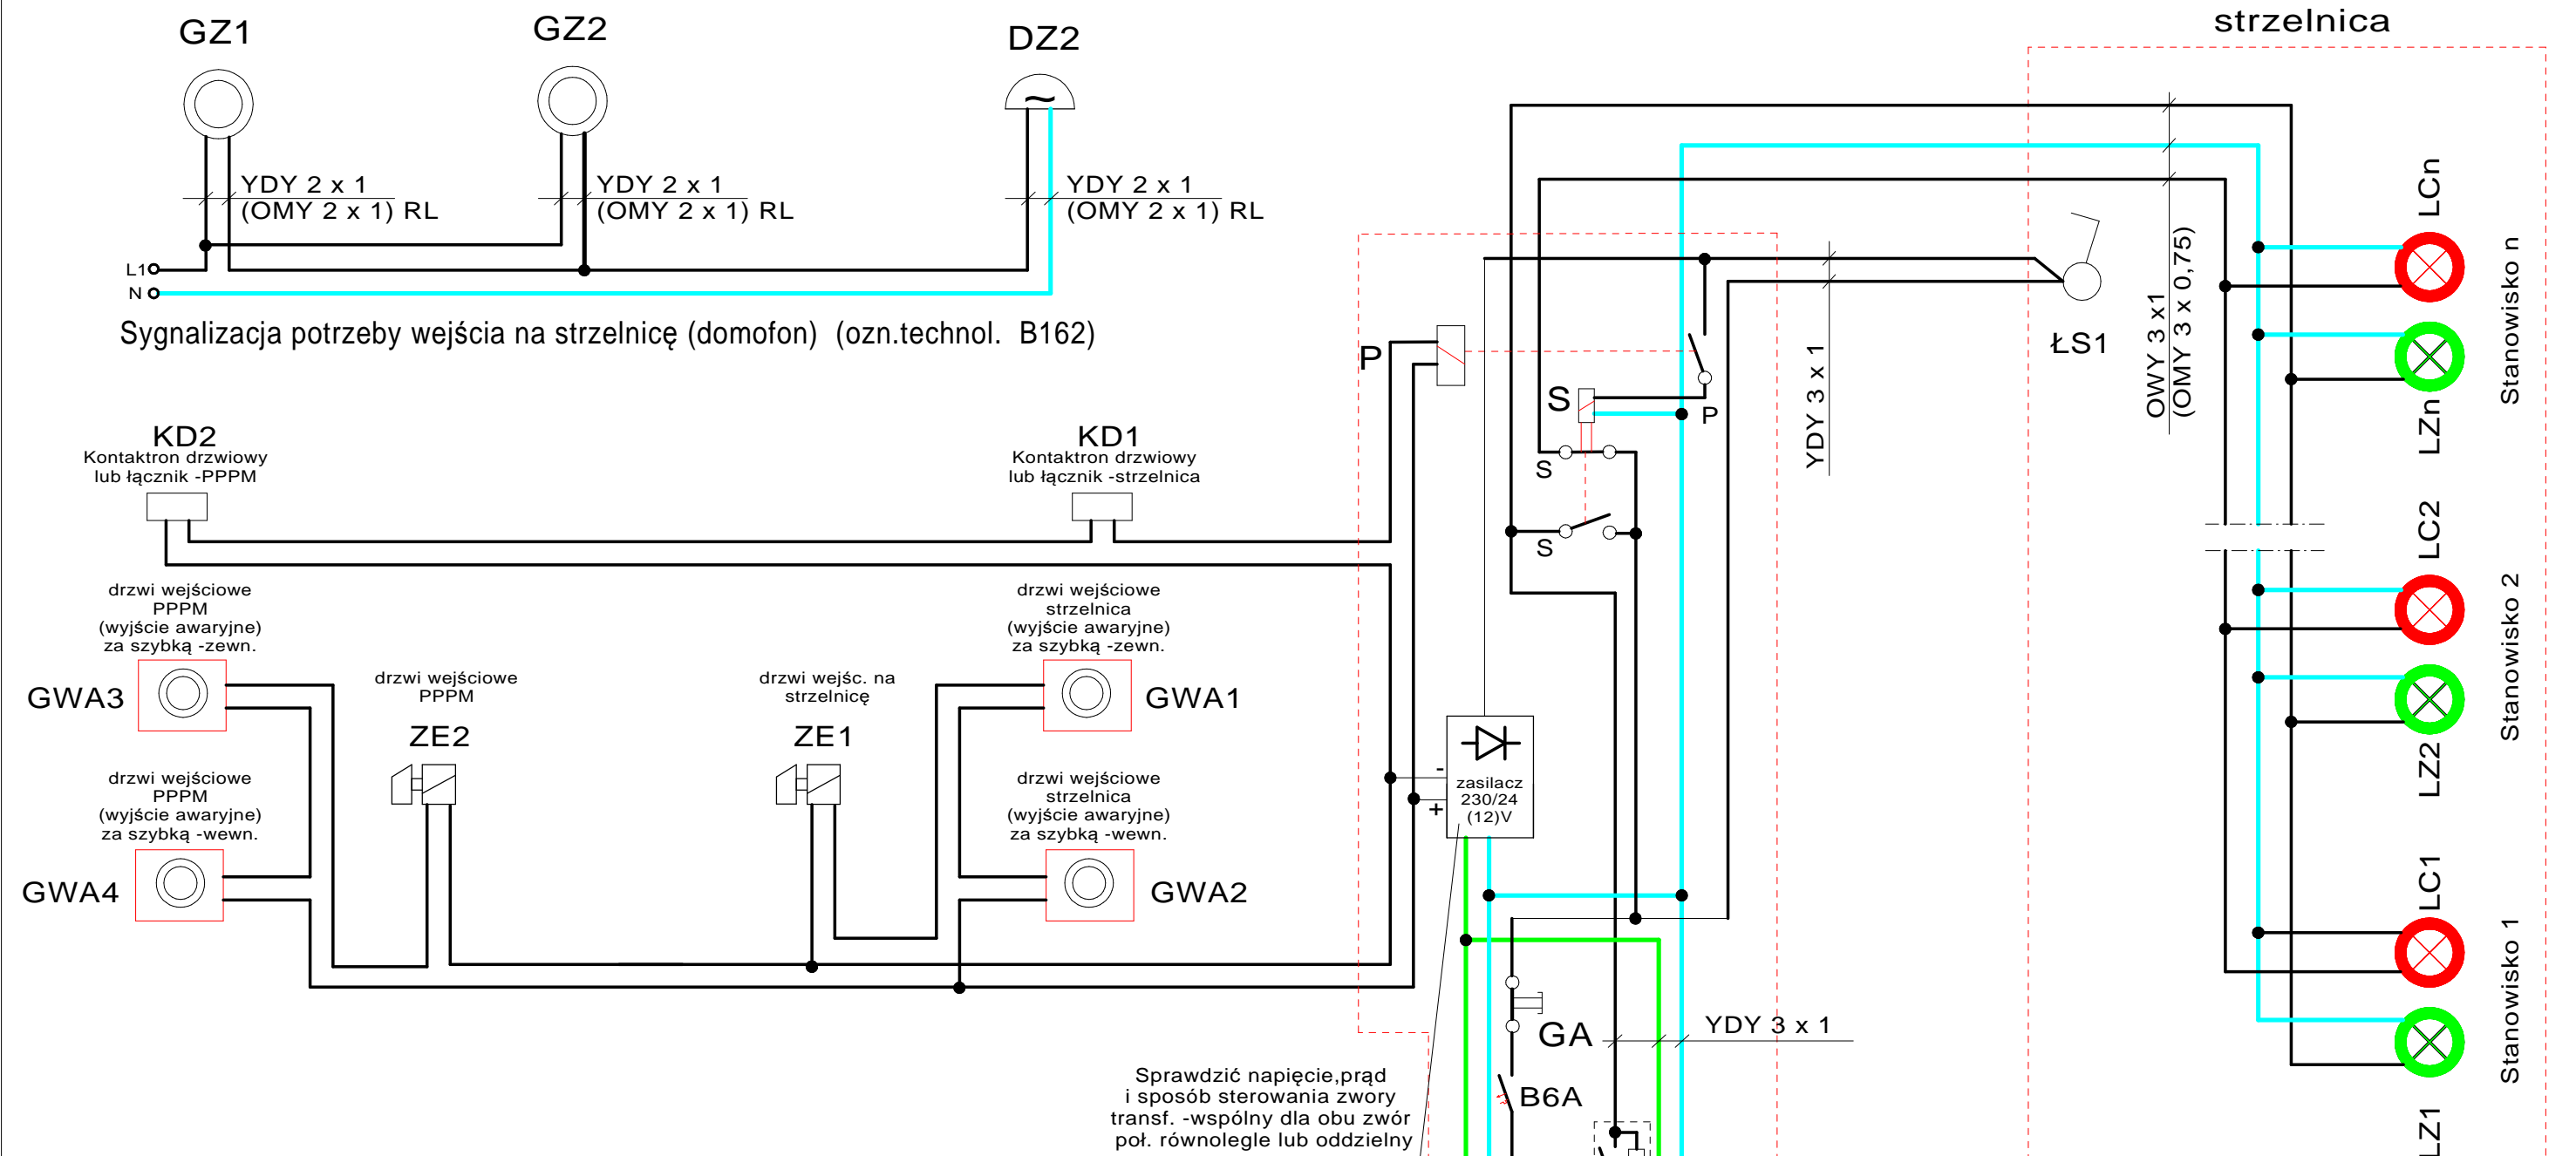 GZ1
GZ2
DZ2
strzelnica
YDY 2 x 1
(OMY 2 x 1) RL
YDY 2 x 1
(OMY 2 x 1) RL
YDY 2 x 1
(OMY 2 x 1) RL
L1
N
Sygnalizacja potrzeby wejścia na strzelnicę (domofon) (ozn.technol. B162)
KD2
Kontaktron drzwiowy
lub łącznik -PPPM
KD1
Kontaktron drzwiowy
lub łącznik -strzelnica
P
S
P
S
S
YDY 3 x 1
ŁS1
OWY 3 x1
(OMY 3 x 0,75)
LCn
LZn
Stanowisko n
LC2
LZ2
Stanowisko 2
LC1
LZ1
Stanowisko 1
drzwi wejściowe
PPPM
(wyjście awaryjne)
za szybką -zewn.
GWA3
drzwi wejściowe
PPPM
ZE2
drzwi wejśc. na
strzelnicę
ZE1
drzwi wejściowe
strzelnica
(wyjście awaryjne)
za szybką -zewn.
GWA1
drzwi wejściowe
PPPM
(wyjście awaryjne)
za szybką -wewn.
GWA4
drzwi wejściowe
strzelnica
(wyjście awaryjne)
za szybką -wewn.
GWA2
-
+
zasilacz
230/24
(12)V
GA
YDY 3 x 1
B6A
Sprawdzić napięcie,prąd
i sposób sterowania zwory
transf. -wspólny dla obu zwór
poł. równolegle lub oddzielny